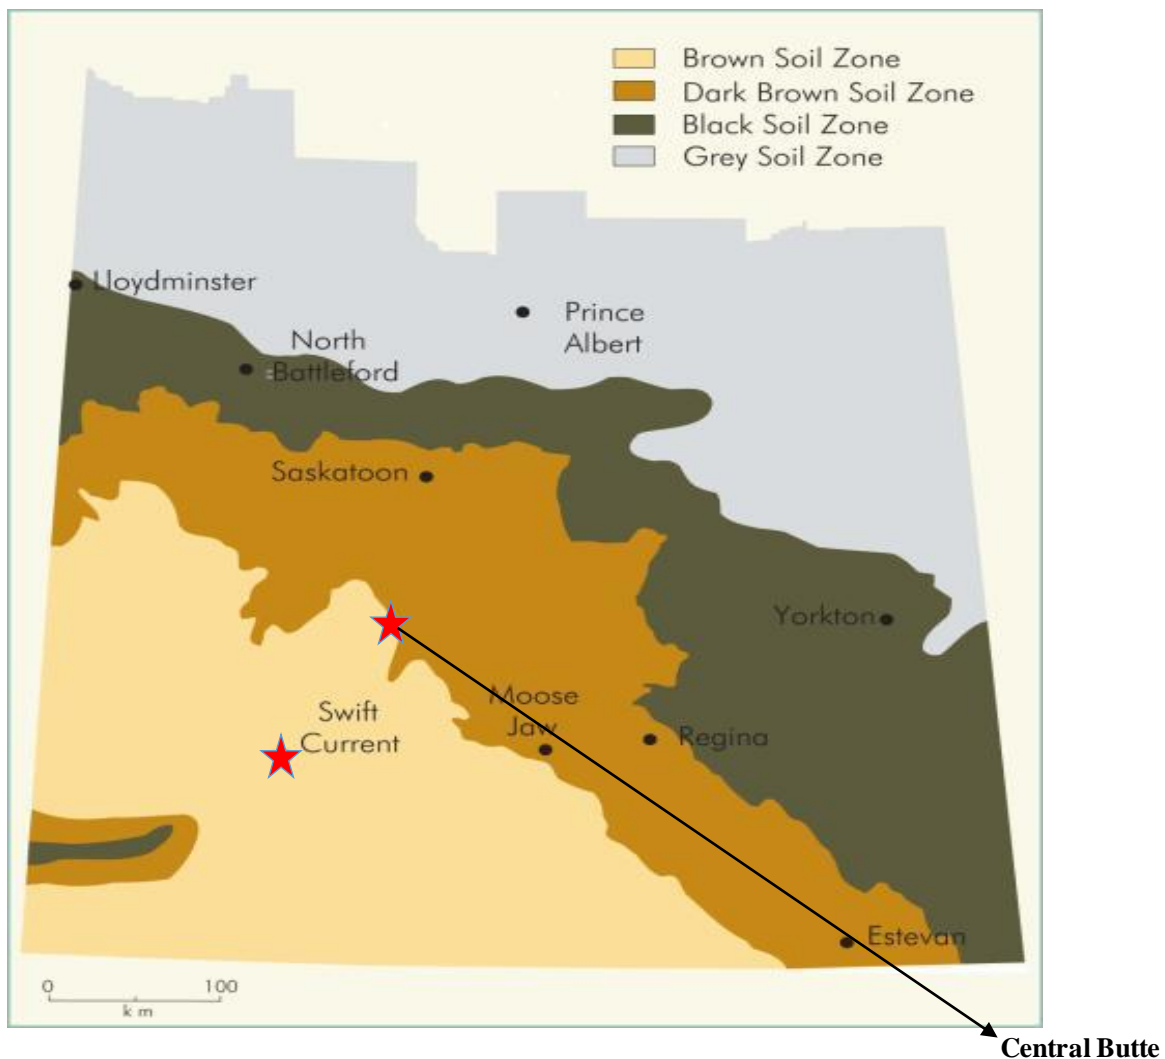 Brown Soil Zone
Dark Brown Soil Zone
Black Soil Zone
Grey Soil Zone
Lloydminster
Prince
Albert
North
Battleford
Saskatoon
Yorkton
Moose
Jaw
Swift
Current
Regina
Estevan
0 100
km
Central Butte